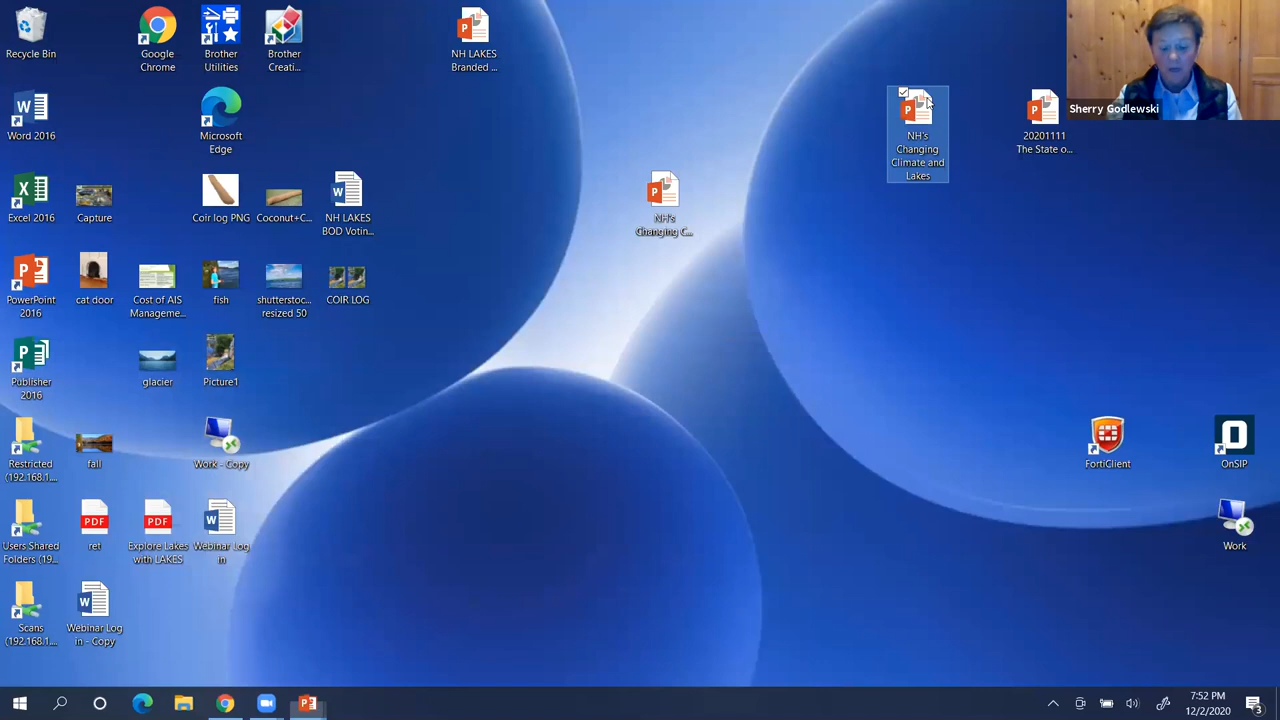 Recycle Bin
Google
Chrome
Brother
Utilities
Brother
Creati...
NH LAKES
Branded ...
Sherry Godlewski
Word 2016
Microsoft
Edge
NH's
Changing
Climate and
Lakes
20201111
The State o...
Excel 2016
Capture
Coir log PNG
Coconut+C...
NH LAKES
BOD Votin...
NH's
Changing C...
PowerPoint
2016
cat door
Cost of AIS
Manageme...
fish
shutterstoc...
resized 50
COIR LOG
Publisher
2016
glacier
Picture1
Restricted
(192.168.1....
fall
Work - Copy
FortiClient
OnSIP
PDF
PDF
Users Shared
Folders (19...
ret
Explore Lakes
with LAKES
Webinar Log
in
Work
Scans
(192.168.1....
Webinar Log
in - Copy
7:52 PM
12/2/2020
3